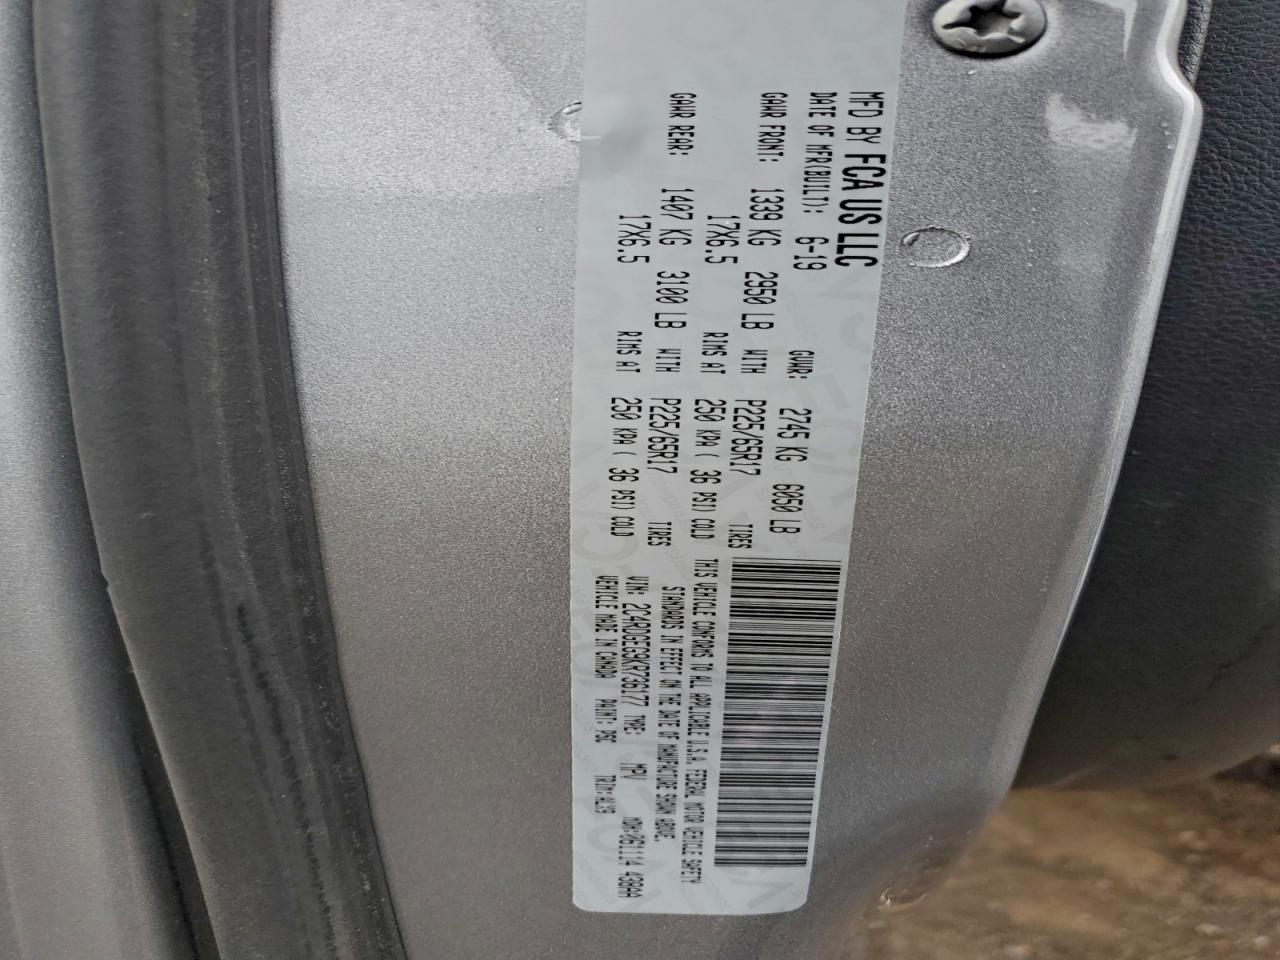 MFD BY FCA US LLC
DATE OF MFR(BUILT): 6-19 GVWR: 2745 KG 6050 LB
GAWR FRONT: 1339 KG 2950 LB WITH P225/65R17 TIRES
17X6.5 RIMS AT 250 KPA ( 36 PSI) COLD
GAWR REAR: 1407 KG 3100 LB WITH P225/65R17 TIRES
17X6.5 RIMS AT 250 KPA ( 36 PSI) COLD
THIS VEHICLE CONFORMS TO ALL APPLICABLE U.S.A. FEDERAL MOTOR VEHICLE SAFETY
STANDARDS IN EFFECT ON THE DATE OF MANUFACTURE SHOWN ABOVE.
VIN: 2C4RDGEG9KR736177 TYPE: MPV MDH:061114 438AA
VEHICLE MADE IN CANADA PAINT: PSC TRIM: